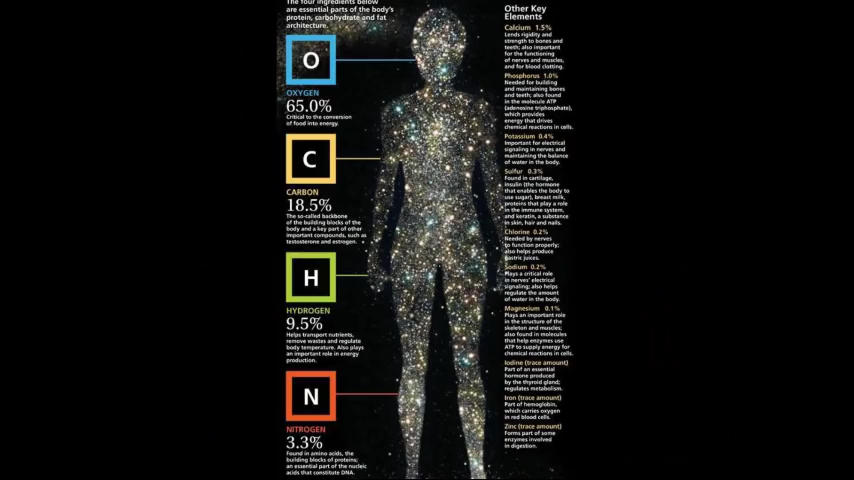 The four ingredients below
are essential parts of the body's
protein, carbohydrate and fat
architecture.
O
OXYGEN
65.0%
Critical to the conversion
of food into energy.
C
CARBON
18.5%
The so-called backbone
of the building blocks of the
body and a key part of other
important compounds, such as
testosterone and estrogen.
H
HYDROGEN
9.5%
Helps transport nutrients,
remove wastes and regulate
body temperature. Also plays
an important role in energy
production.
N
NITROGEN
3.3%
Found in amino acids, the
building blocks of proteins;
an essential part of the nucleic
acids that constitute DNA.
Other Key
Elements
Calcium 1.5%
Lends rigidity and
strength to bones and
teeth; also important
for the functioning
of nerves and muscles,
and for blood clotting.
Phosphorus 1.0%
Needed for building
and maintaining bones
and teeth; also found
in the molecule ATP
(adenosine triphosphate),
which provides
energy that drives
chemical reactions in cells.
Potassium 0.4%
Important for electrical
signaling in nerves and
maintaining the balance
of water in the body.
Sulfur 0.3%
Found in cartilage,
insulin (the hormone
that enables the body to
use sugar), breast milk,
proteins that play a role
in the immune system,
and keratin, a substance
in skin, hair and nails.
Chlorine 0.2%
Needed by nerves
to function properly;
also helps produce
gastric juices.
Sodium 0.2%
Plays a critical role
in nerves' electrical
signaling; also helps
regulate the amount
of water in the body.
Magnesium 0.1%
Plays an important role
in the structure of the
skeleton and muscles;
also found in molecules
that help enzymes use
ATP to supply energy for
chemical reactions in cells.
Iodine (trace amount)
Part of an essential
hormone produced
by the thyroid gland;
regulates metabolism.
Iron (trace amount)
Part of hemoglobin,
which carries oxygen
in red blood cells.
Zinc (trace amount)
Forms part of some
enzymes involved
in digestion.